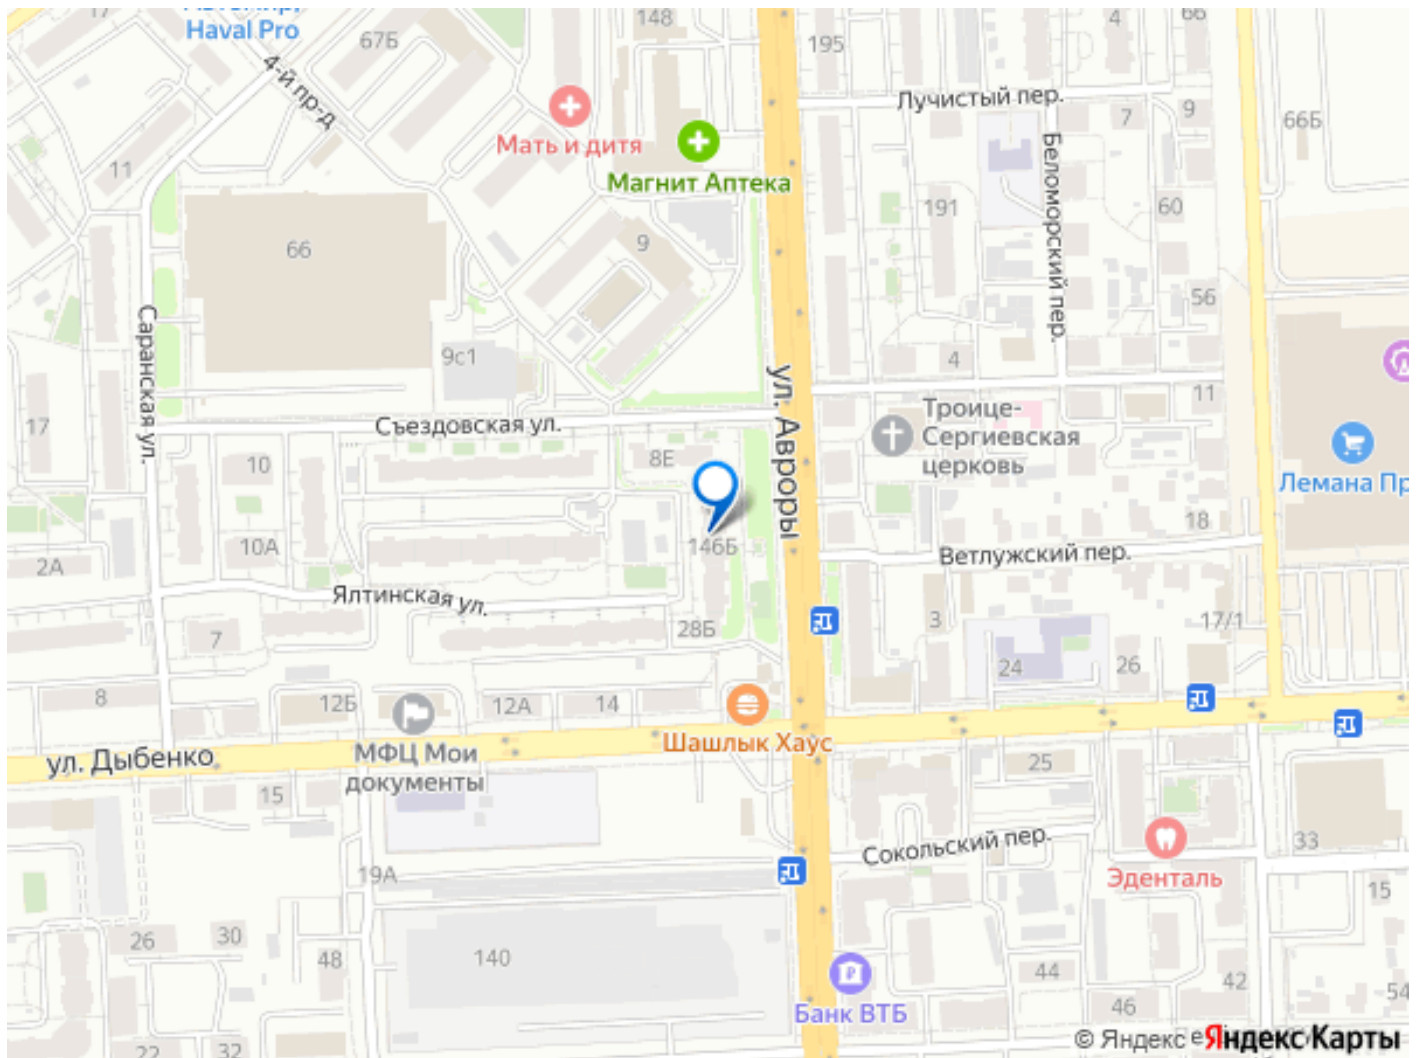 Haval Pro
148
66
4
67Б
195
4-й пр-д
Лучистый пер.
9
7
66Б
Мать и дитя
Магнит Аптека
11
Беломорский пер.
191
60
66
9
56
Саранская ул.
9с1
4
11
ул. Авроры
17
Съездовская ул.
Троице-
Сергиевская
церковь
8Е
10
Лемана Пр
18
10А
146Б
Ветлужский пер.
2А
Ялтинская ул.
7
28Б
3
17/1
24
26
8
12Б
12А
14
Шашлык Хаус
ул. Дыбенко
МФЦ Мои
документы
15
25
Сокольский пер.
33
Эденталь
19А
15
26
30
48
140
44
42
54
46
Банк ВТБ
22
32
© Яндекс
Яндекс Карты